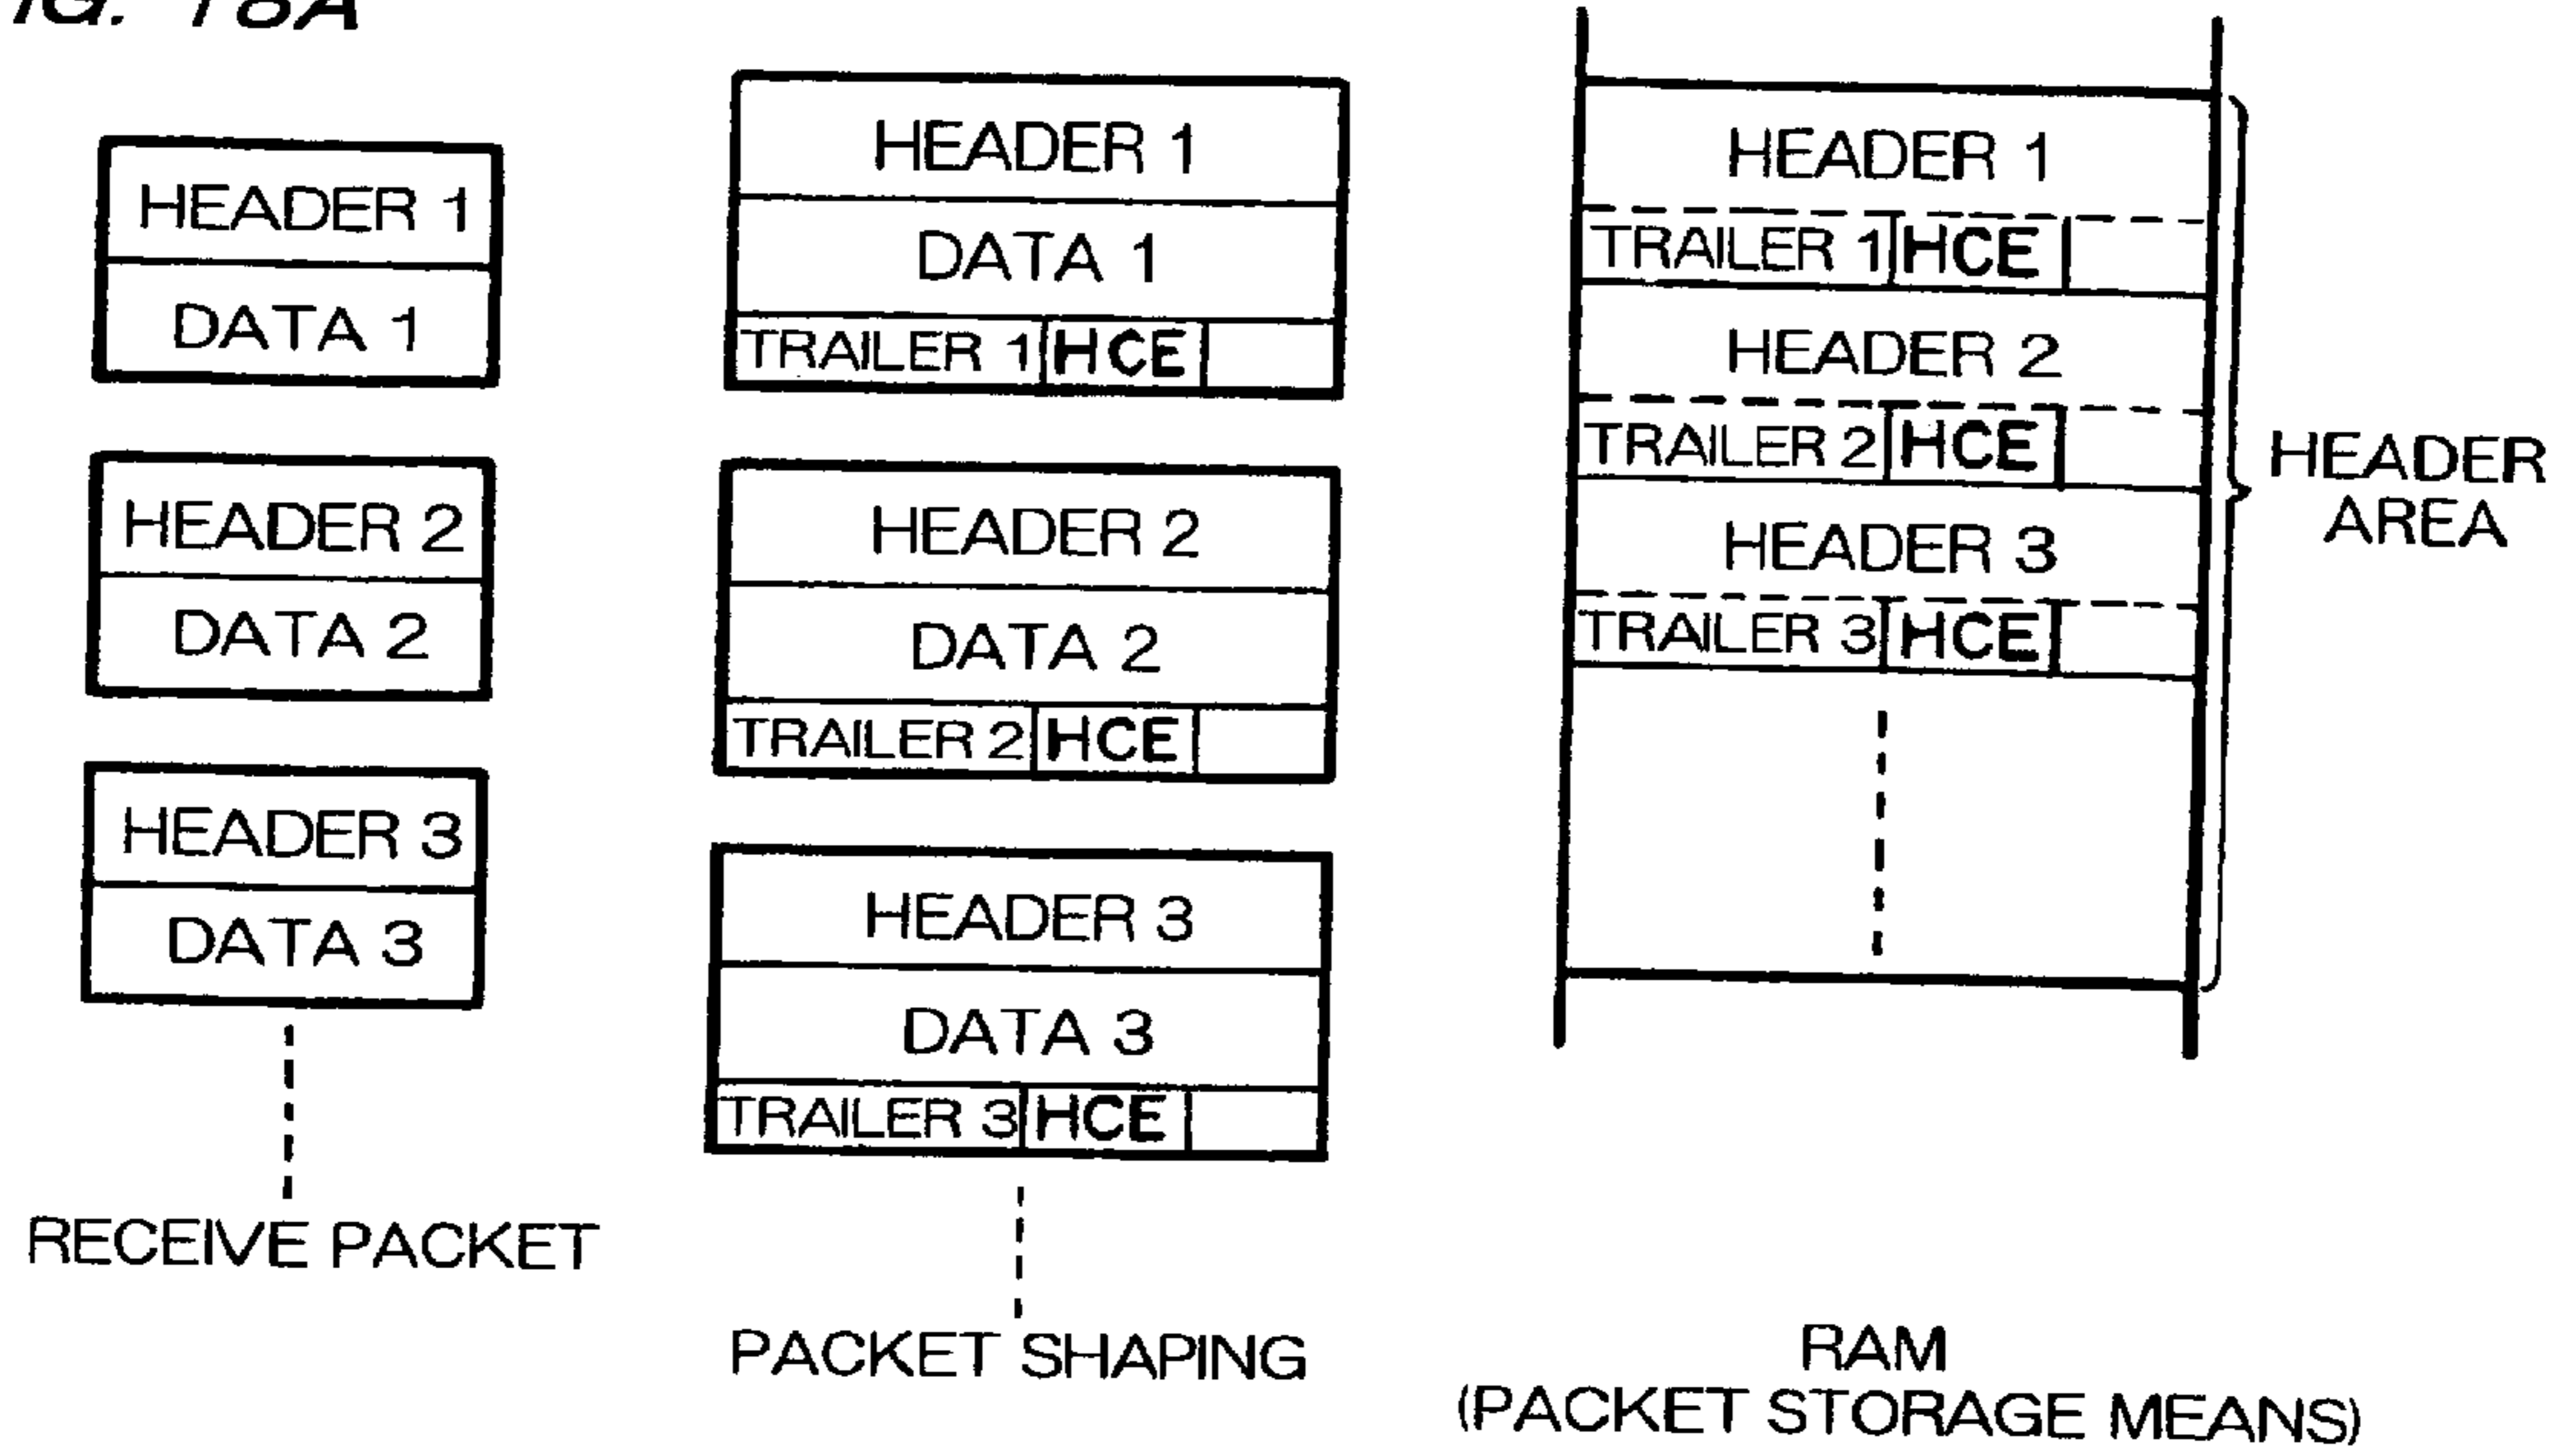 FIG. 18A
HEADER 1
DATA 1
HEADER 2
DATA 2
HEADER 3
DATA 3
RECEIVE PACKET
HEADER 1
DATA 1
TRAILER 1 HCE
HEADER 2
DATA 2
TRAILER 2 HCE
HEADER 3
DATA 3
TRAILER 3 HCE
PACKET SHAPING
HEADER 1
TRAILER 1 HCE
HEADER 2
TRAILER 2 HCE
HEADER 3
TRAILER 3 HCE
HEADER
AREA
RAM
(PACKET STORAGE MEANS)